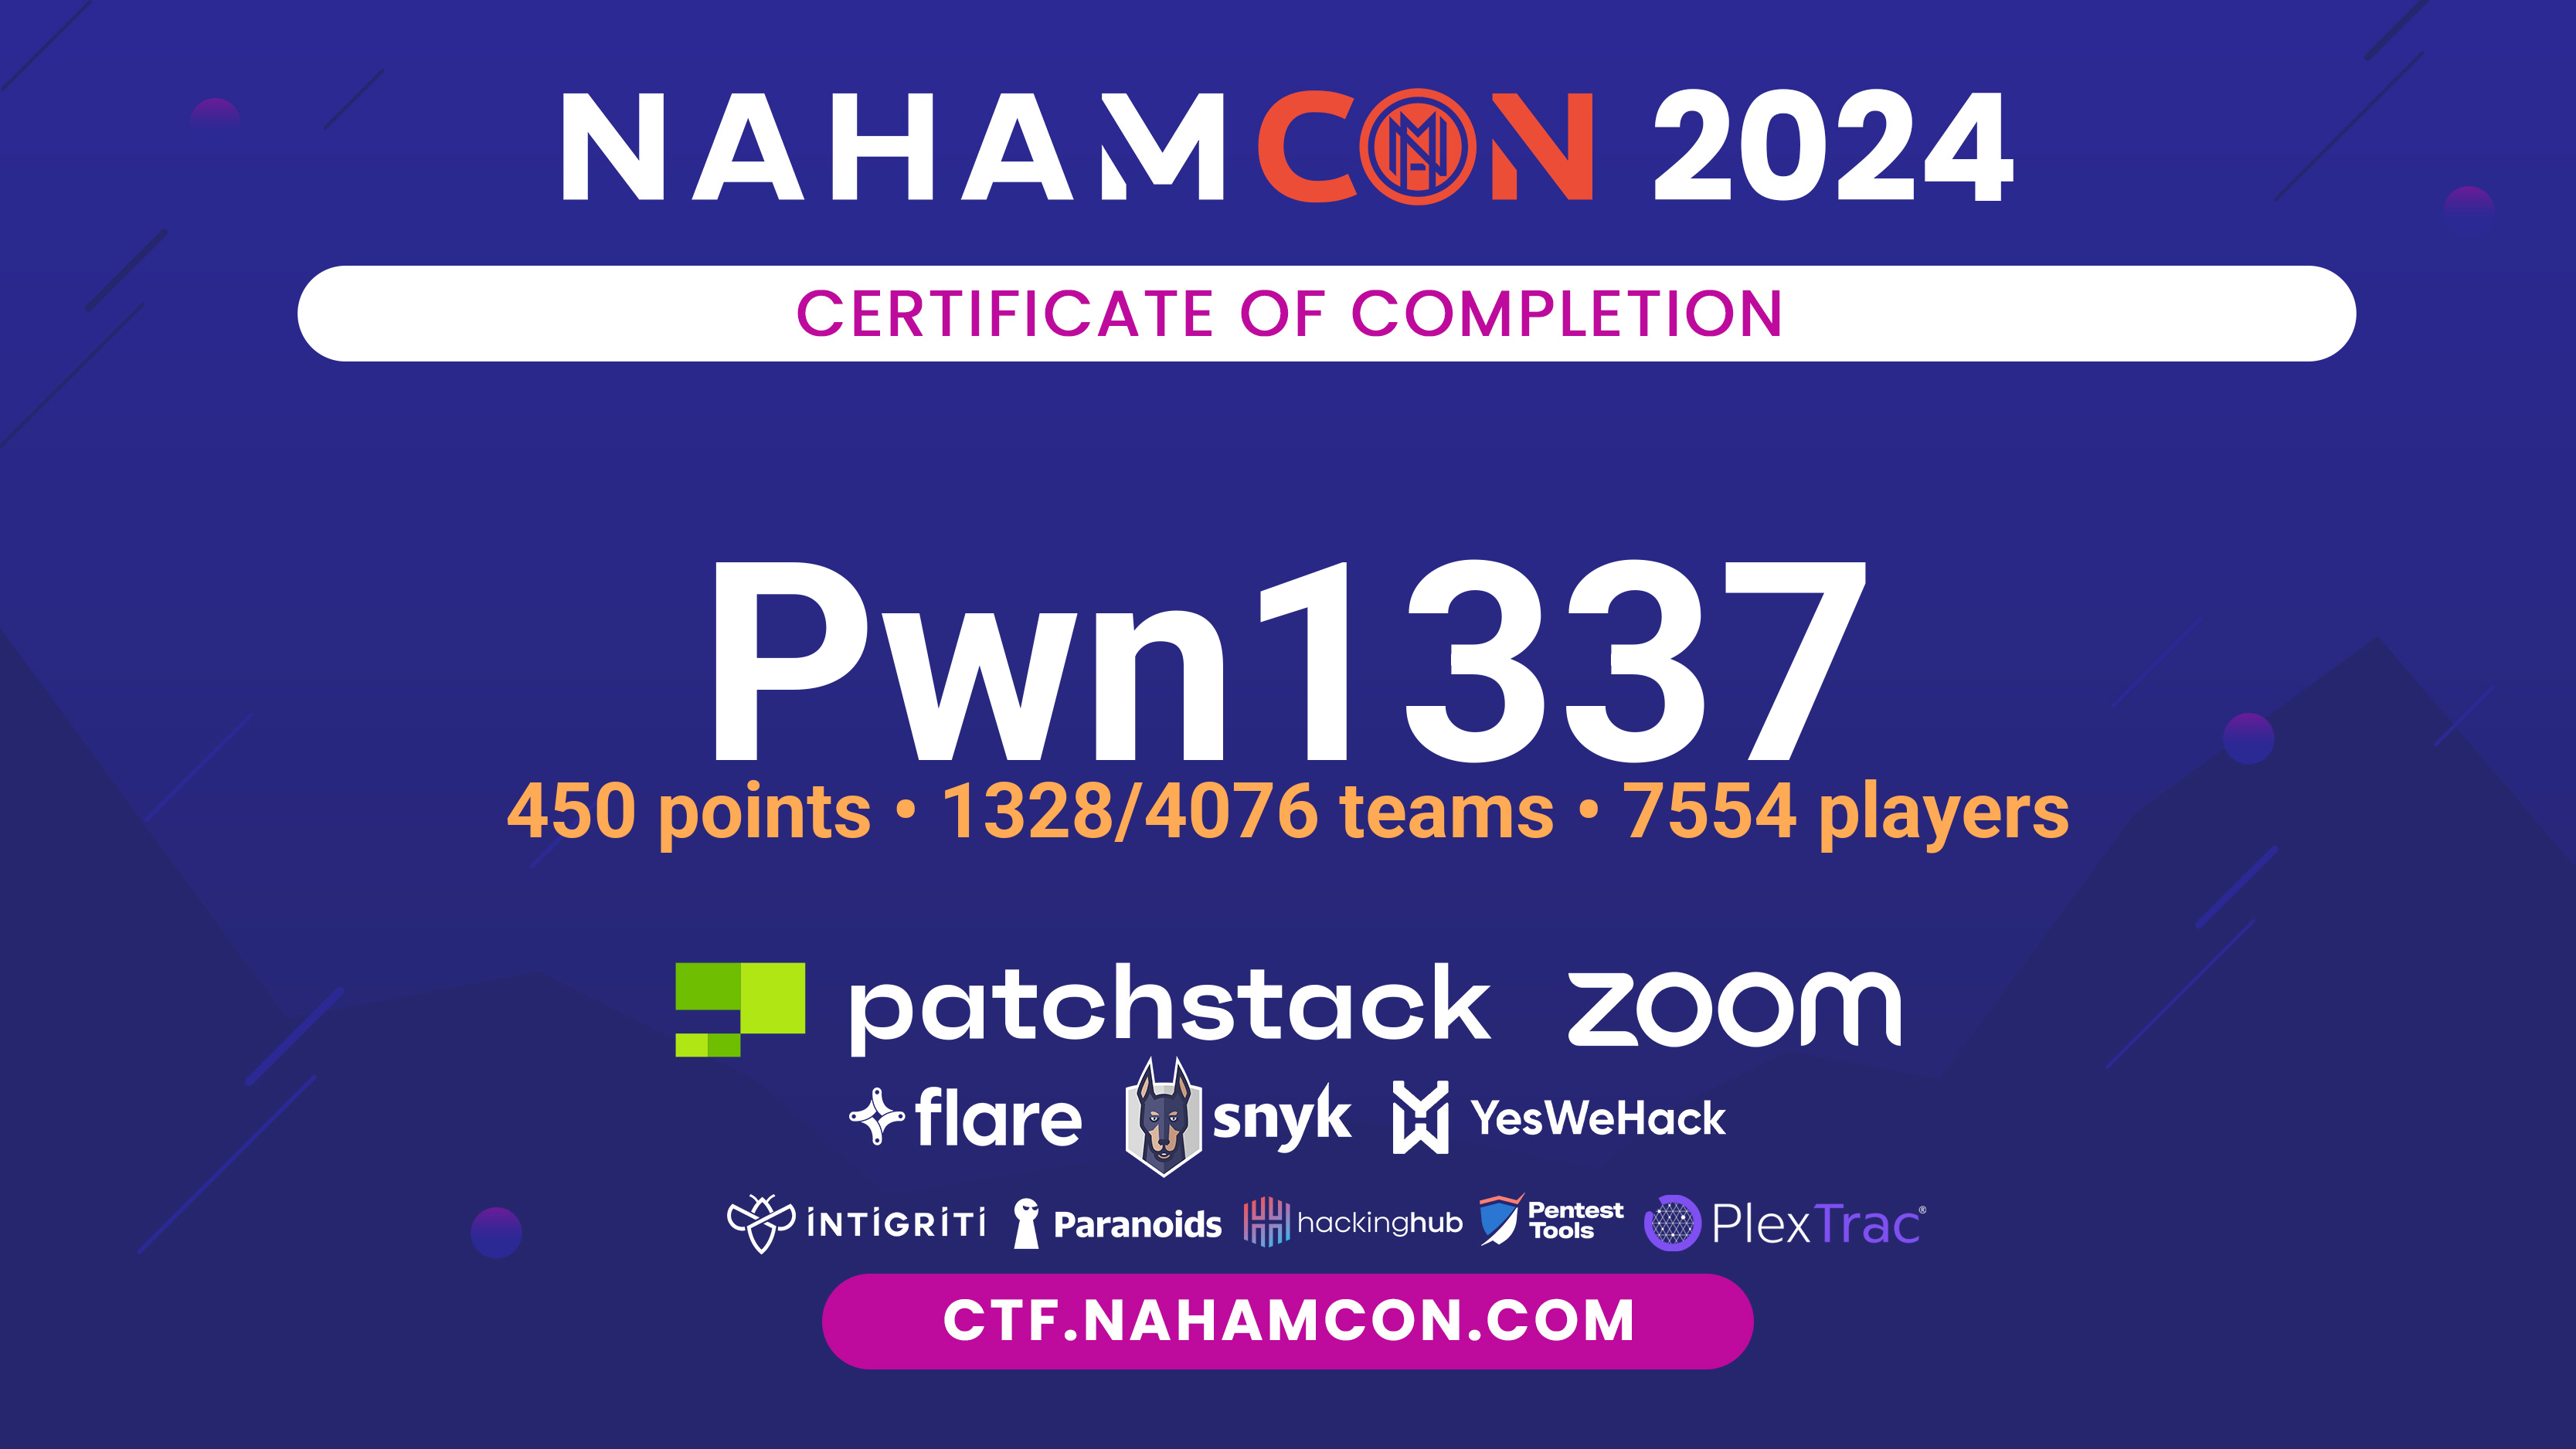 NAHAMCON 2024
CERTIFICATE OF COMPLETION
Pwn1337
450 points • 1328/4076 teams • 7554 players
patchstack zoom
flare snyk YesWeHack
INTIGRITI Paranoids hackinghub Pentest Tools PlexTrac®
CTF.NAHAMCON.COM